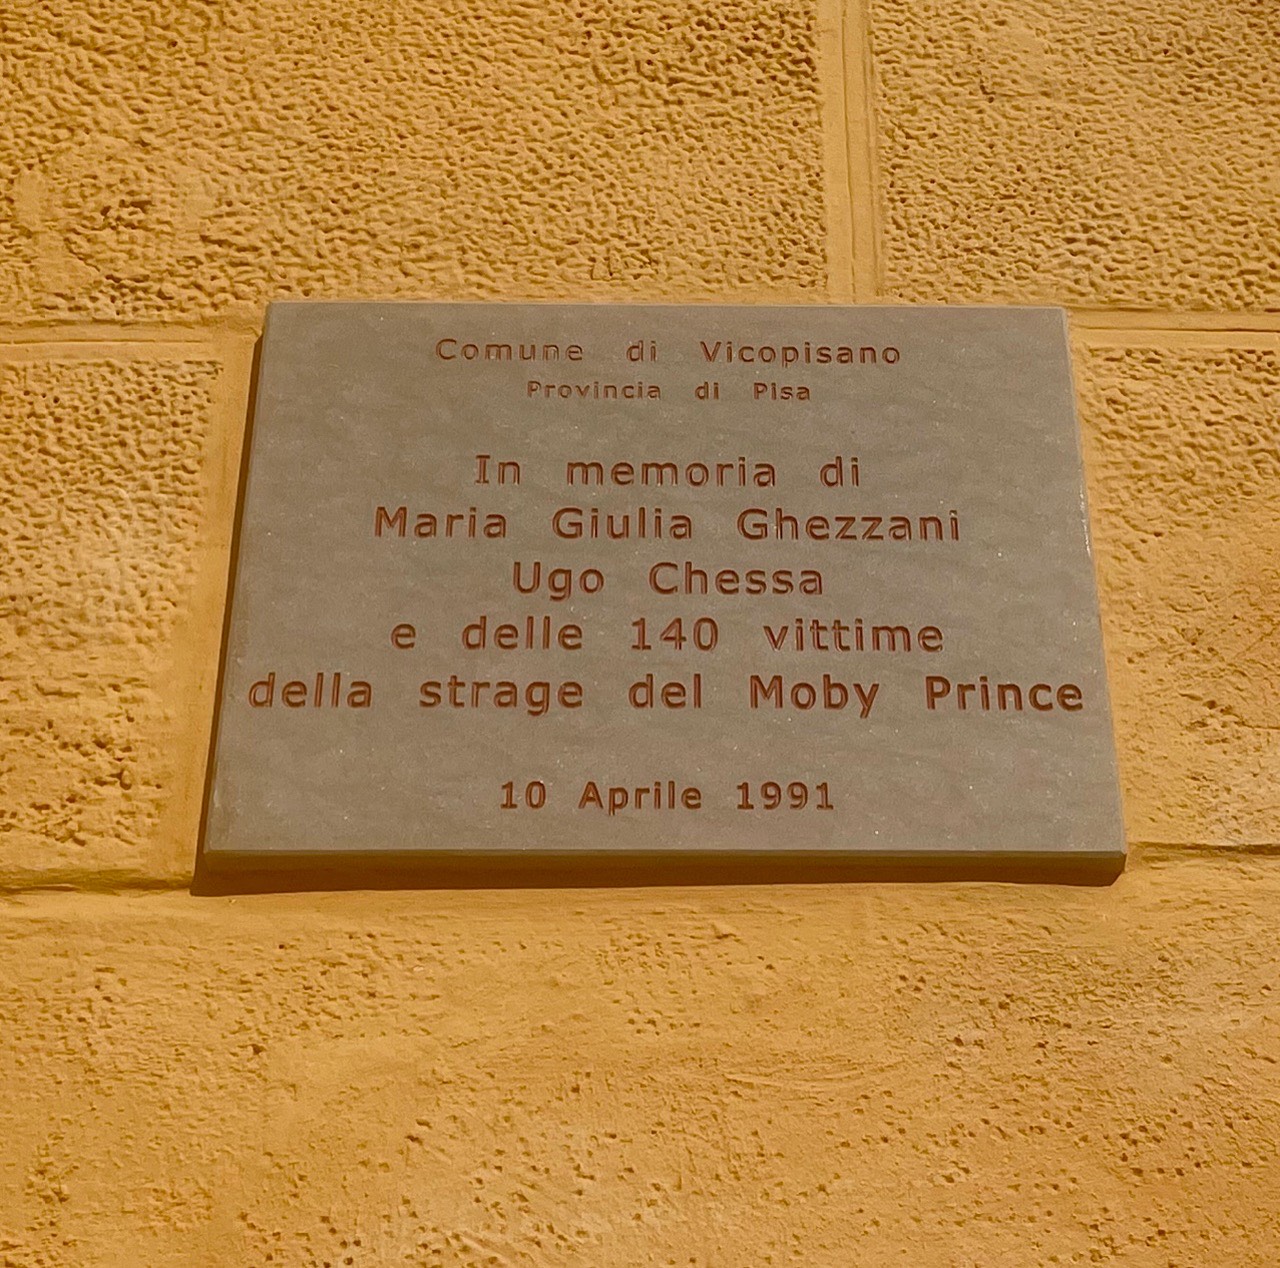 Comune di Vicopisano
Provincia di Pisa
In memoria di
Maria Giulia Ghezzani
Ugo Chessa
e delle 140 vittime
della strage del Moby Prince
10 Aprile 1991